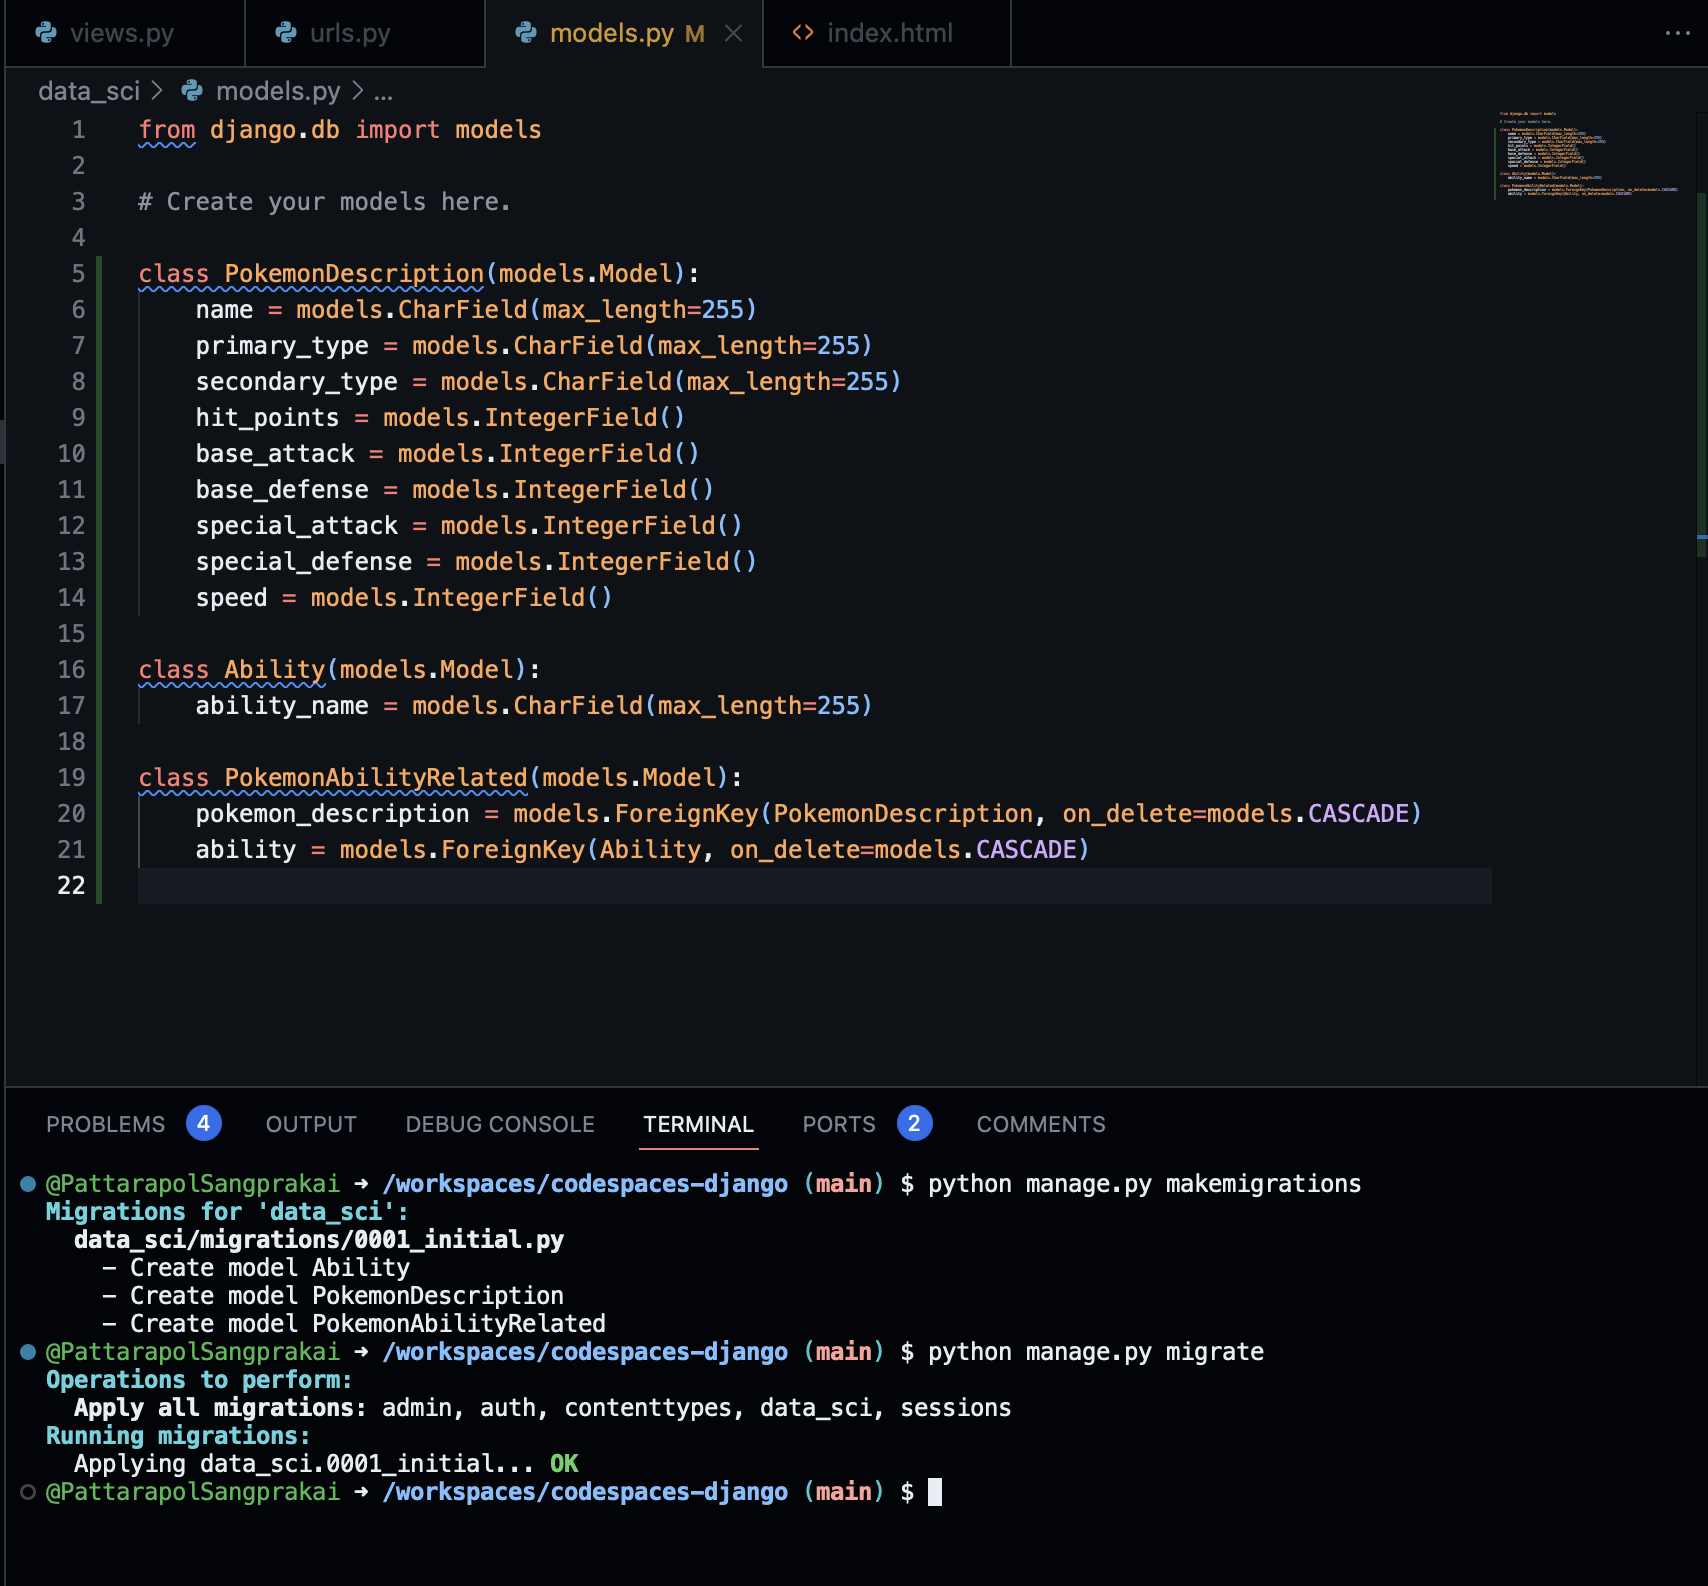 views.py urls.py models.py M index.html ...
data_sci > models.py > ...
1 from django.db import models
2
3 # Create your models here.
4
5 class PokemonDescription(models.Model):
6     name = models.CharField(max_length=255)
7     primary_type = models.CharField(max_length=255)
8     secondary_type = models.CharField(max_length=255)
9     hit_points = models.IntegerField()
10     base_attack = models.IntegerField()
11     base_defense = models.IntegerField()
12     special_attack = models.IntegerField()
13     special_defense = models.IntegerField()
14     speed = models.IntegerField()
15
16 class Ability(models.Model):
17     ability_name = models.CharField(max_length=255)
18
19 class PokemonAbilityRelated(models.Model):
20     pokemon_description = models.ForeignKey(PokemonDescription, on_delete=models.CASCADE)
21     ability = models.ForeignKey(Ability, on_delete=models.CASCADE)
22
PROBLEMS 4 OUTPUT DEBUG CONSOLE TERMINAL PORTS 2 COMMENTS
@PattarapolSangprakai ➜ /workspaces/codespaces-django (main) $ python manage.py makemigrations
Migrations for 'data_sci':
  data_sci/migrations/0001_initial.py
    - Create model Ability
    - Create model PokemonDescription
    - Create model PokemonAbilityRelated
@PattarapolSangprakai ➜ /workspaces/codespaces-django (main) $ python manage.py migrate
Operations to perform:
  Apply all migrations: admin, auth, contenttypes, data_sci, sessions
Running migrations:
  Applying data_sci.0001_initial... OK
@PattarapolSangprakai ➜ /workspaces/codespaces-django (main) $